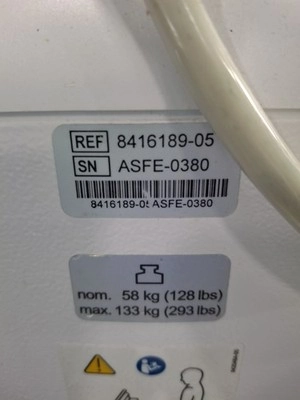 REF 8416189-05
SN ASFE-0380
8416189-05 ASFE-0380
nom. 58 kg (128 lbs)
max. 133 kg (293 lbs)